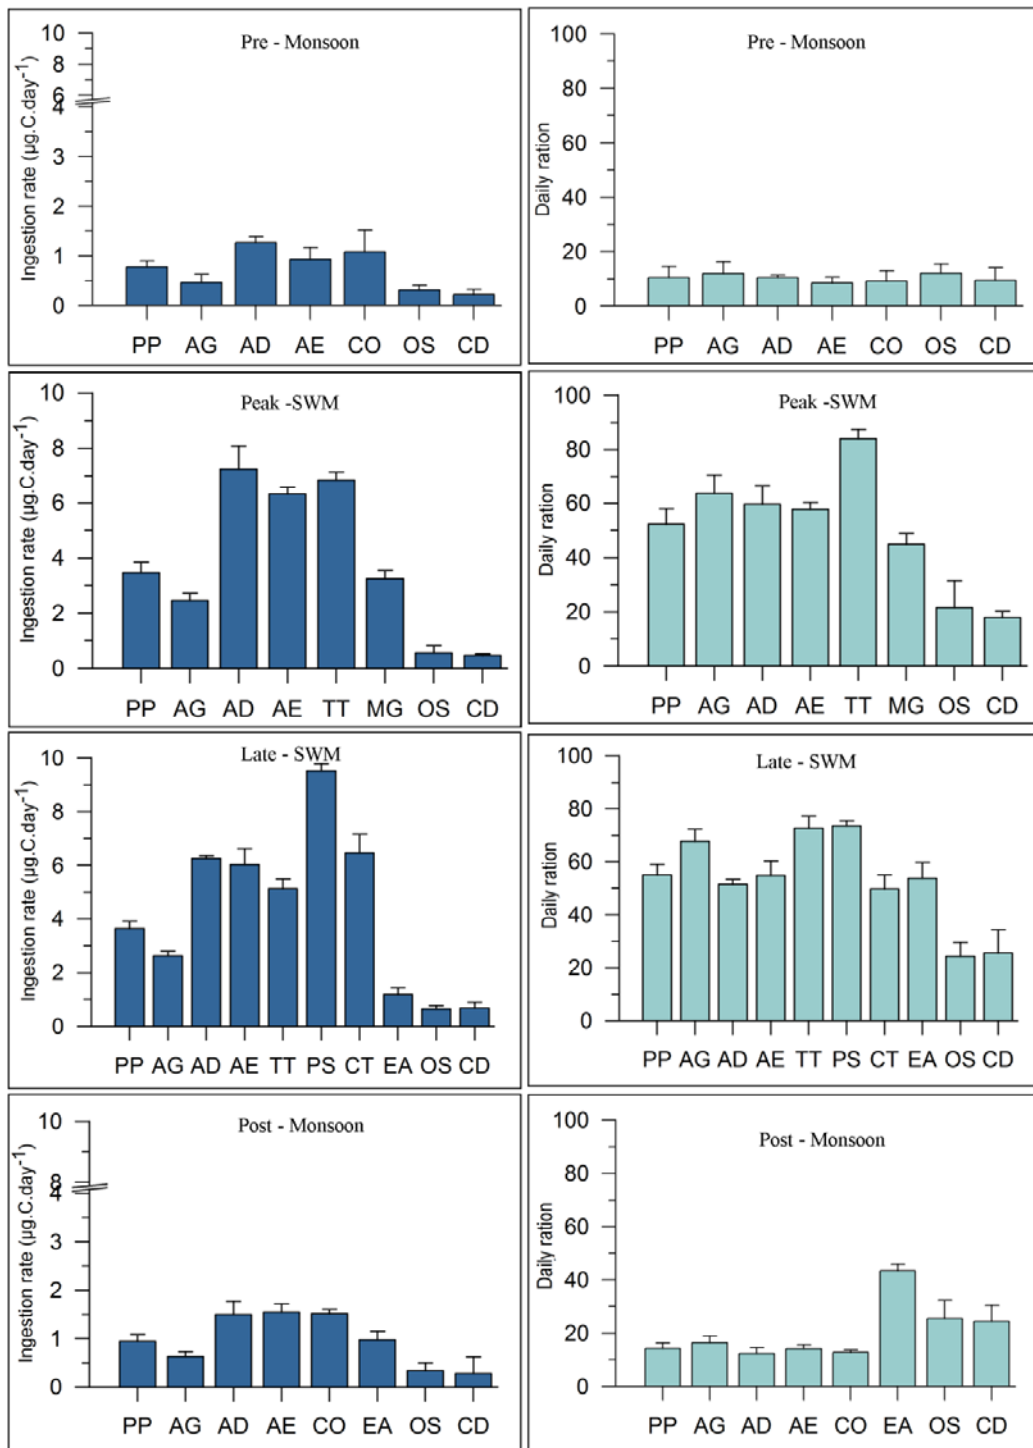 Pre - Monsoon
Ingestion rate (µg.C.day⁻¹)
10
8
6
4
3
2
1
0
PP AG AD AE CO OS CD
Pre - Monsoon
Daily ration
100
80
60
40
20
0
PP AG AD AE CO OS CD
Peak -SWM
Ingestion rate (µg.C.day⁻¹)
10
8
6
4
2
0
PP AG AD AE TT MG OS CD
Peak -SWM
Daily ration
100
80
60
40
20
0
PP AG AD AE TT MG OS CD
Late - SWM
Ingestion rate (µg.C.day⁻¹)
10
8
6
4
2
0
PP AG AD AE TT PS CT EA OS CD
Late - SWM
Daily ration
100
80
60
40
20
0
PP AG AD AE TT PS CT EA OS CD
Post - Monsoon
Ingestion rate (µg.C.day⁻¹)
10
8
4
3
2
1
0
PP AG AD AE CO EA OS CD
Post - Monsoon
Daily ration
100
80
60
40
20
0
PP AG AD AE CO EA OS CD